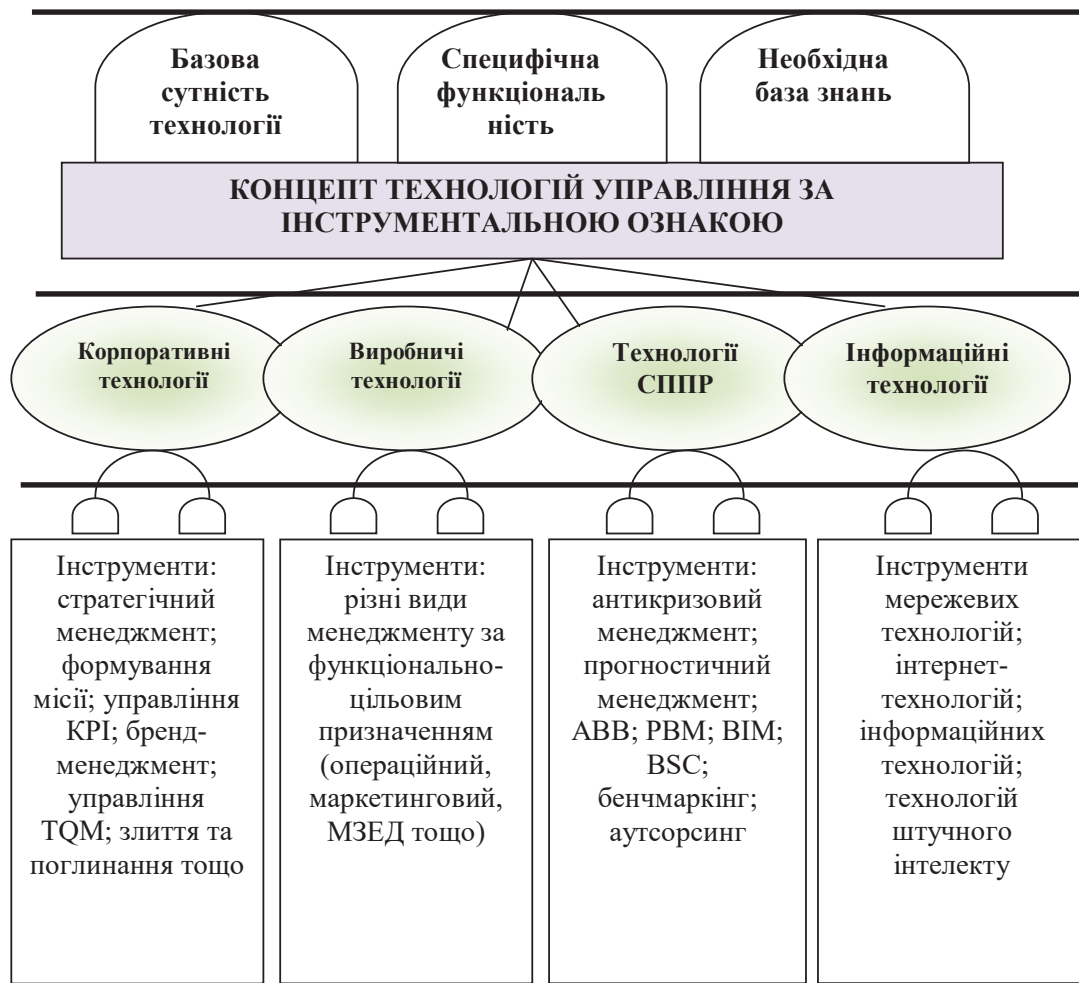 Базова
сутність
технології
Специфічна
функціональ
ність
Необхідна
база знань
КОНЦЕПТ ТЕХНОЛОГІЙ УПРАВЛІННЯ ЗА
ІНСТРУМЕНТАЛЬНОЮ ОЗНАКОЮ
Корпоративні
технології
Виробничі
технології
Технології
СППР
Інформаційні
технології
Інструменти:
стратегічний
менеджмент;
формування
місії; управління
KPI; бренд-
менеджмент;
управління
TQM; злиття та
поглинання тощо
Інструменти:
різні види
менеджменту за
функціонально-
цільовим
призначенням
(операційний,
маркетинговий,
МЗЕД тощо)
Інструменти:
антикризовий
менеджмент;
прогностичний
менеджмент;
ABB; PBM; BIM;
BSC;
бенчмаркінг;
аутсорсинг
Інструменти
мережевих
технологій;
інтернет-
технологій;
інформаційних
технологій;
технологій
штучного
інтелекту